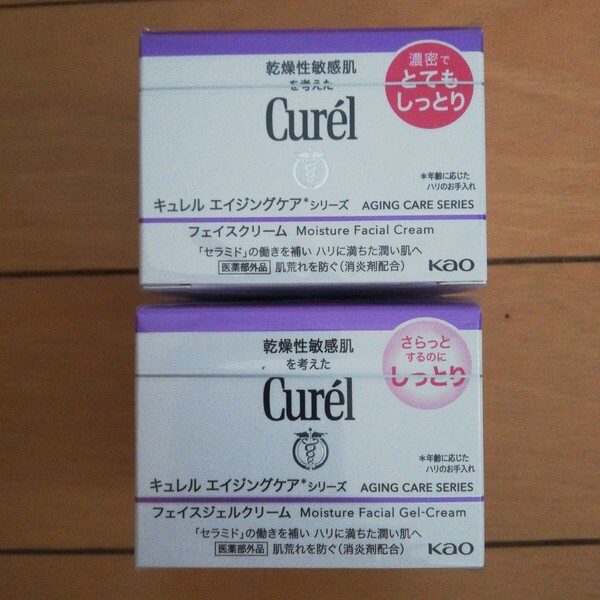 乾燥性敏感肌
を考えた
Curél
濃密で
とても
しっとり
*年齢に応じた
ハリのお手入れ
キュレル エイジングケア*シリーズ AGING CARE SERIES
フェイスクリーム Moisture Facial Cream
「セラミド」の働きを補い ハリに満ちた潤い肌へ
医薬部外品 肌荒れを防ぐ(消炎剤配合)
Kao
乾燥性敏感肌
を考えた
Curél
さらっと
するのに
しっとり
*年齢に応じた
ハリのお手入れ
キュレル エイジングケア*シリーズ AGING CARE SERIES
フェイスジェルクリーム Moisture Facial Gel-Cream
「セラミド」の働きを補い ハリに満ちた潤い肌へ
医薬部外品 肌荒れを防ぐ(消炎剤配合)
Kao